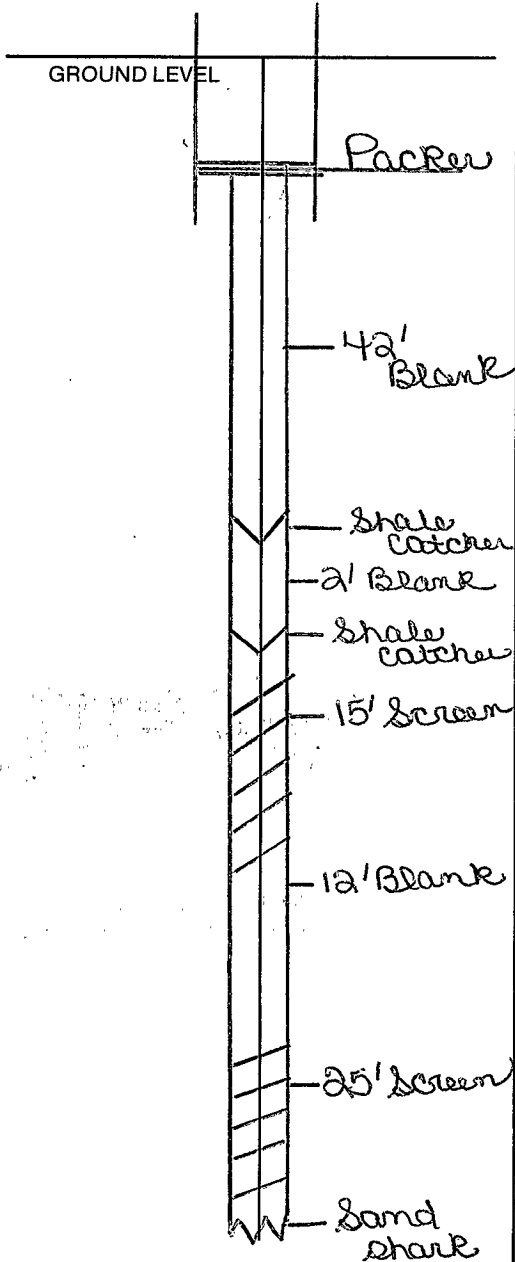 GROUND LEVEL
Packer
42'
Blank
Shale
catcher
2' Blank
Shale
catcher
15' Screen
12' Blank
25' Screen
Sand
shark